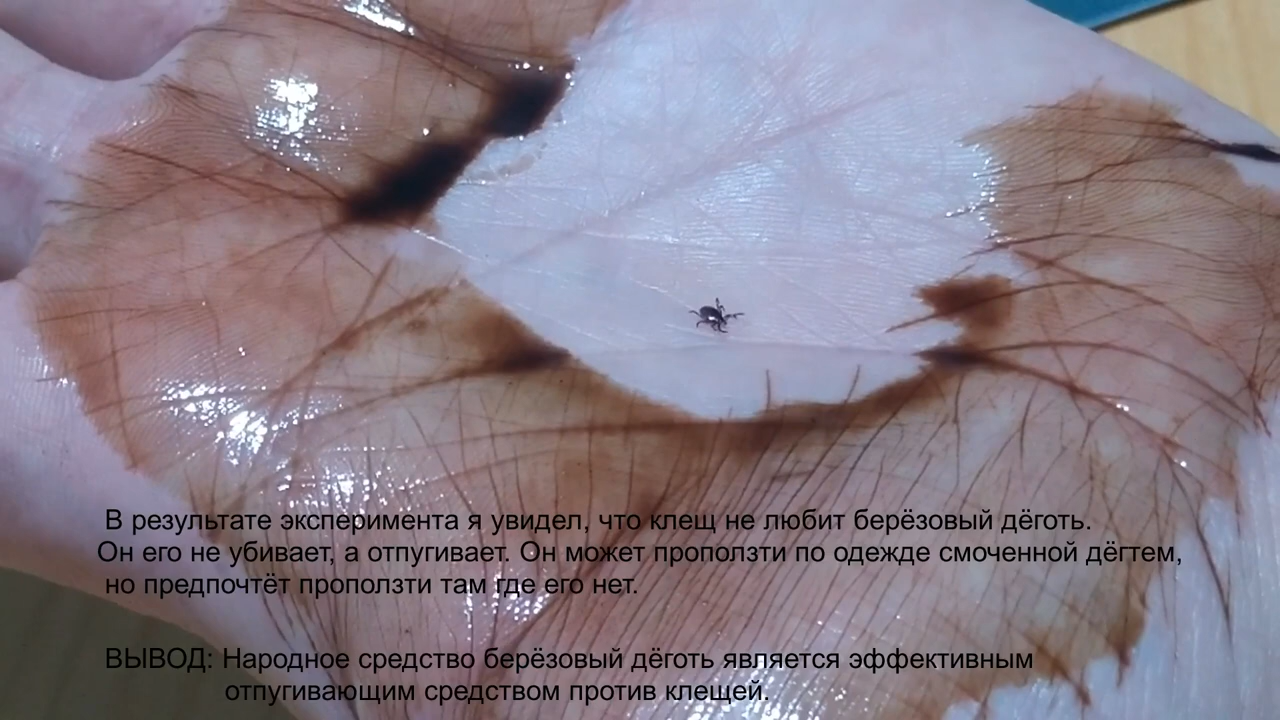 В результате эксперимента я увидел, что клещ не любит берёзовый дёготь.
Он его не убивает, а отпугивает. Он может проползти по одежде смоченной дёгтем,
но предпочтёт проползти там где его нет.
ВЫВОД: Народное средство берёзовый дёготь является эффективным
отпугивающим средством против клещей.